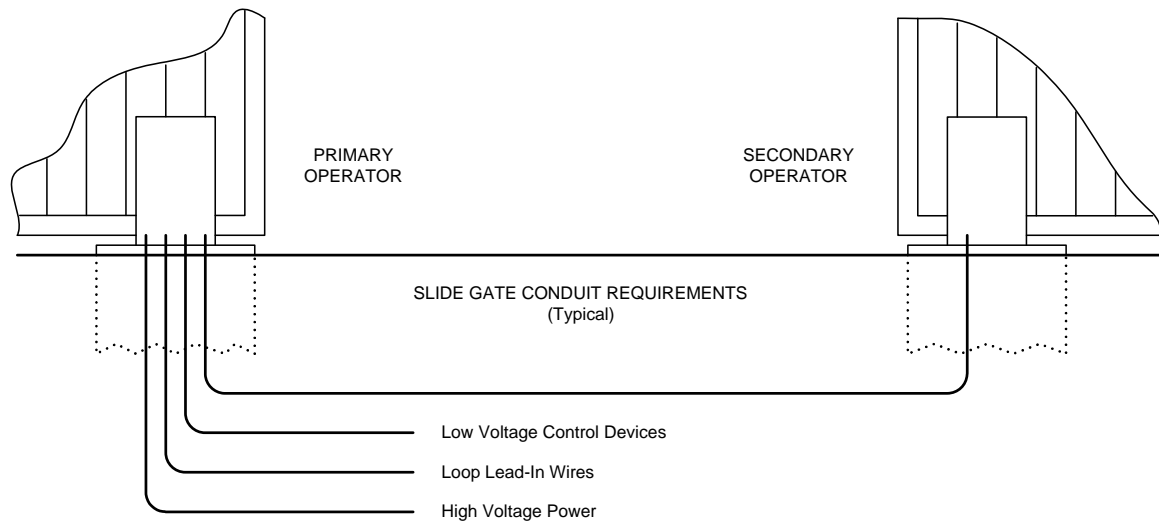 PRIMARY
OPERATOR
SECONDARY
OPERATOR
SLIDE GATE CONDUIT REQUIREMENTS
(Typical)
Low Voltage Control Devices
Loop Lead-In Wires
High Voltage Power